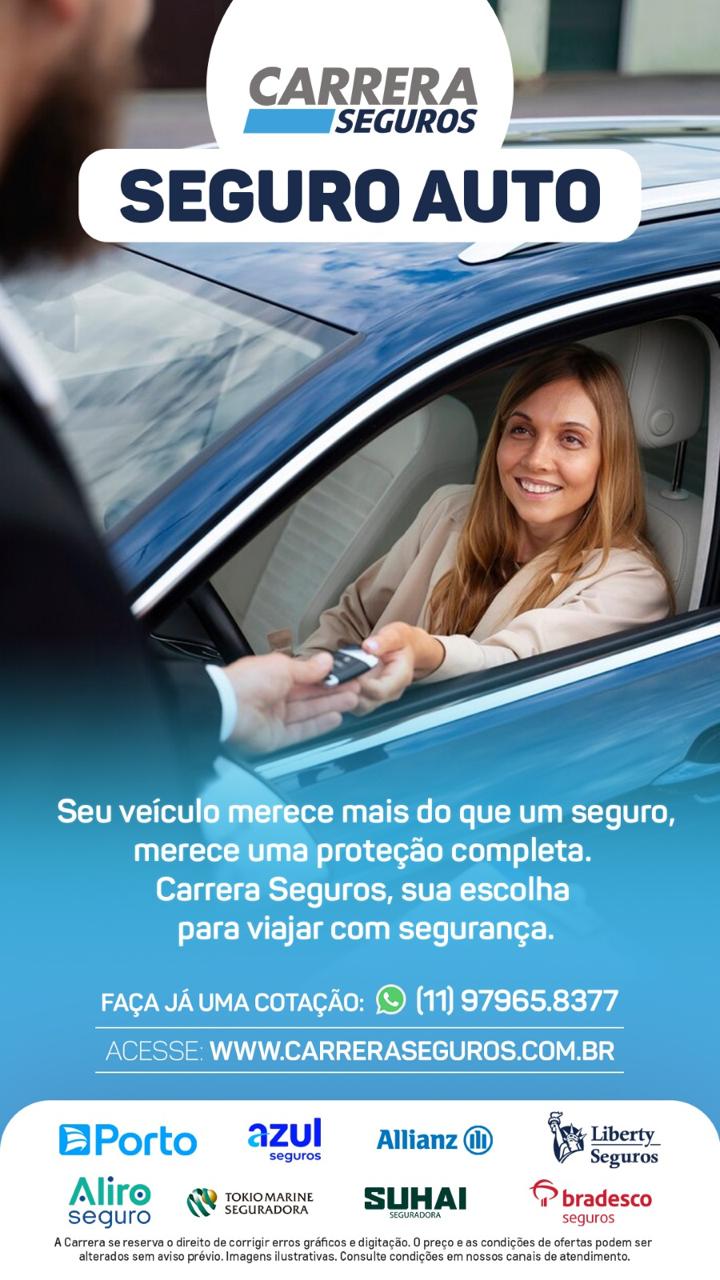 CARRERA
SEGUROS
SEGURO AUTO
Seu veículo merece mais do que um seguro,
merece uma proteção completa.
Carrera Seguros, sua escolha
para viajar com segurança.
FAÇA JÁ UMA COTAÇÃO: (11) 97965.8377
ACESSE: WWW.CARRERASEGUROS.COM.BR
Porto
azul
seguros
Allianz
Liberty
Seguros
Aliro
seguro
TOKIO MARINE
SEGURADORA
SUHAI
SEGURADORA
bradesco
seguros
A Carrera se reserva o direito de corrigir erros gráficos e digitação. O preço e as condições de ofertas podem ser
alterados sem aviso prévio. Imagens ilustrativas. Consulte condições em nossos canais de atendimento.